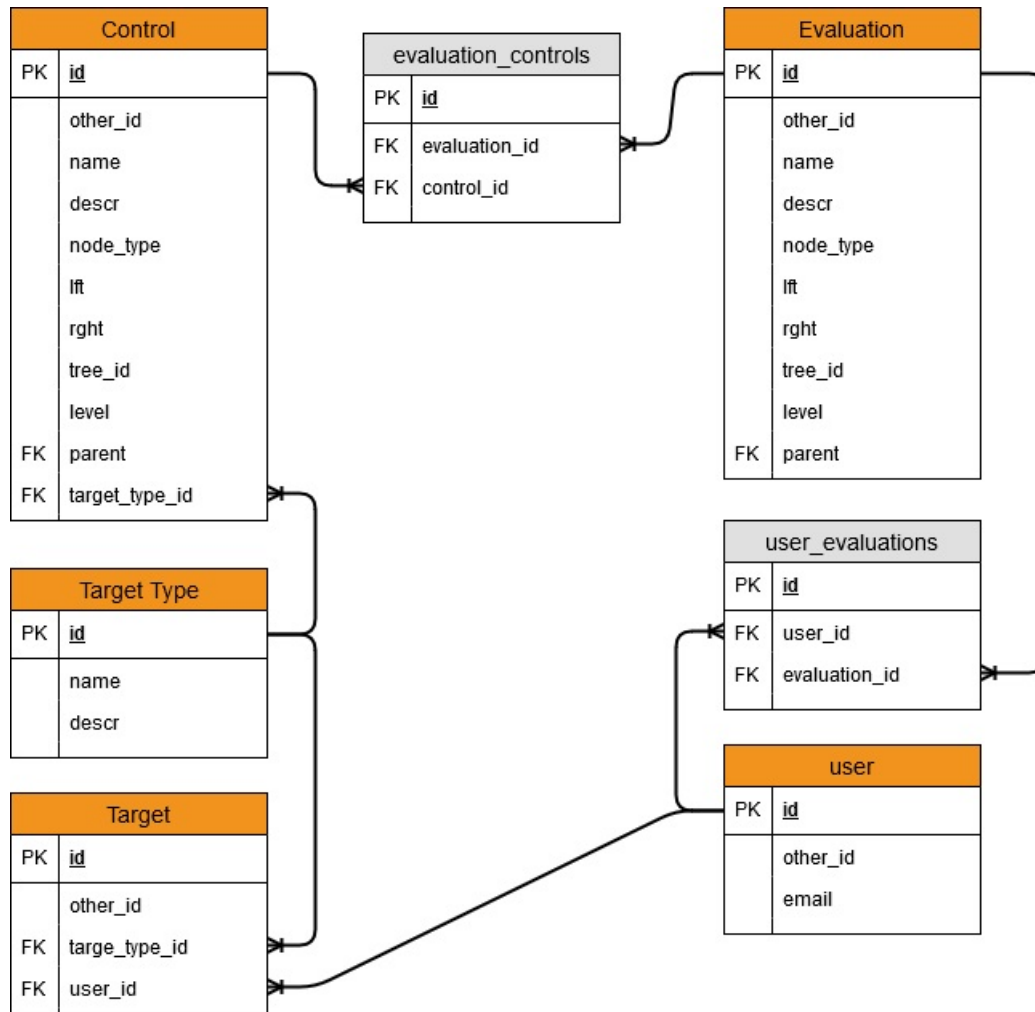 Control
PK id
other_id
name
descr
node_type
lft
rght
tree_id
level
FK parent
FK target_type_id
evaluation_controls
PK id
FK evaluation_id
FK control_id
Evaluation
PK id
other_id
name
descr
node_type
lft
rght
tree_id
level
FK parent
Target Type
PK id
name
descr
user_evaluations
PK id
FK user_id
FK evaluation_id
Target
PK id
other_id
FK targe_type_id
FK user_id
user
PK id
other_id
email